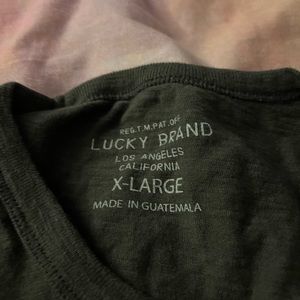 REG.T.M.PAT.OFF
LUCKY BRAND
LOS ANGELES
CALIFORNIA
X-LARGE
MADE IN GUATEMALA